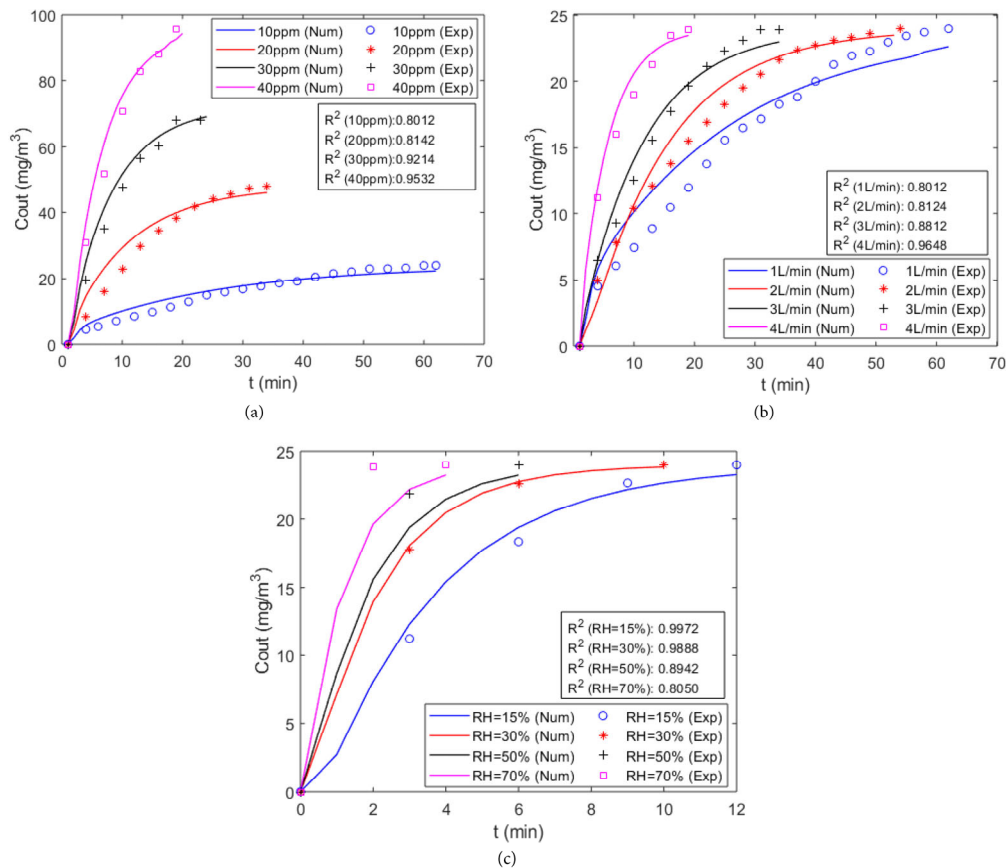 100
80
60
40
20
0
Cout (mg/m³)
10ppm (Num) 10ppm (Exp)
20ppm (Num) 20ppm (Exp)
30ppm (Num) 30ppm (Exp)
40ppm (Num) 40ppm (Exp)
R² (10ppm):0.8012
R² (20ppm):0.8142
R² (30ppm):0.9214
R² (40ppm):0.9532
0 10 20 30 40 50 60 70
t (min)
(a)
25
20
15
10
5
0
Cout (mg/m³)
R² (1L/min): 0.8012
R² (2L/min): 0.8124
R² (3L/min): 0.8812
R² (4L/min): 0.9648
1L/min (Num) 1L/min (Exp)
2L/min (Num) 2L/min (Exp)
3L/min (Num) 3L/min (Exp)
4L/min (Num) 4L/min (Exp)
0 10 20 30 40 50 60 70
t (min)
(b)
25
20
15
10
5
0
Cout (mg/m³)
R² (RH=15%): 0.9972
R² (RH=30%): 0.9888
R² (RH=50%): 0.8942
R² (RH=70%): 0.8050
RH=15% (Num) RH=15% (Exp)
RH=30% (Num) RH=30% (Exp)
RH=50% (Num) RH=50% (Exp)
RH=70% (Num) RH=70% (Exp)
0 2 4 6 8 10 12
t (min)
(c)